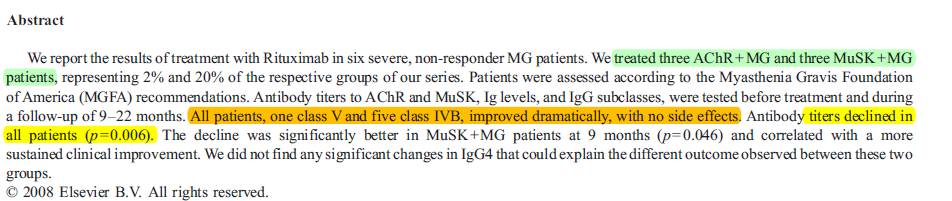 Abstract
We report the results of treatment with Rituximab in six severe, non-responder MG patients. We treated three AChR+MG and three MuSK+MG
patients, representing 2% and 20% of the respective groups of our series. Patients were assessed according to the Myasthenia Gravis Foundation
of America (MGFA) recommendations. Antibody titers to AChR and MuSK, Ig levels, and IgG subclasses, were tested before treatment and during
a follow-up of 9–22 months. All patients, one class V and five class IVB, improved dramatically, with no side effects. Antibody titers declined in
all patients (p=0.006). The decline was significantly better in MuSK+MG patients at 9 months (p=0.046) and correlated with a more
sustained clinical improvement. We did not find any significant changes in IgG4 that could explain the different outcome observed between these two
groups.
© 2008 Elsevier B.V. All rights reserved.